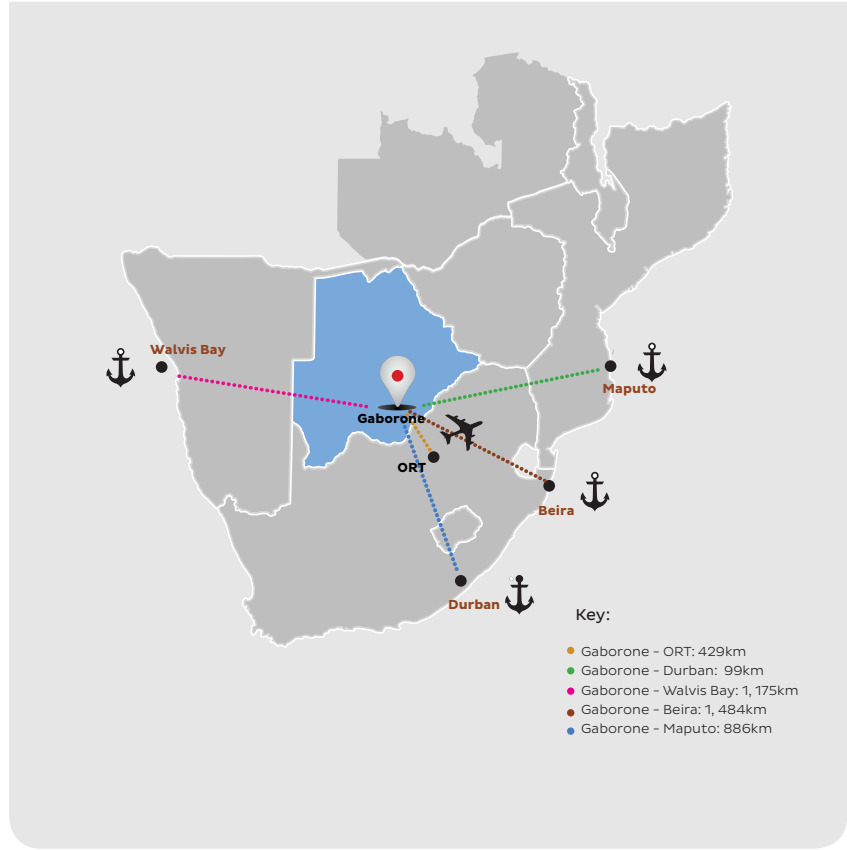 Walvis Bay
Maputo
Gaborone
ORT
Beira
Durban
Key:
Gaborone - ORT: 429km
Gaborone - Durban: 99km
Gaborone - Walvis Bay: 1, 175km
Gaborone - Beira: 1, 484km
Gaborone - Maputo: 886km